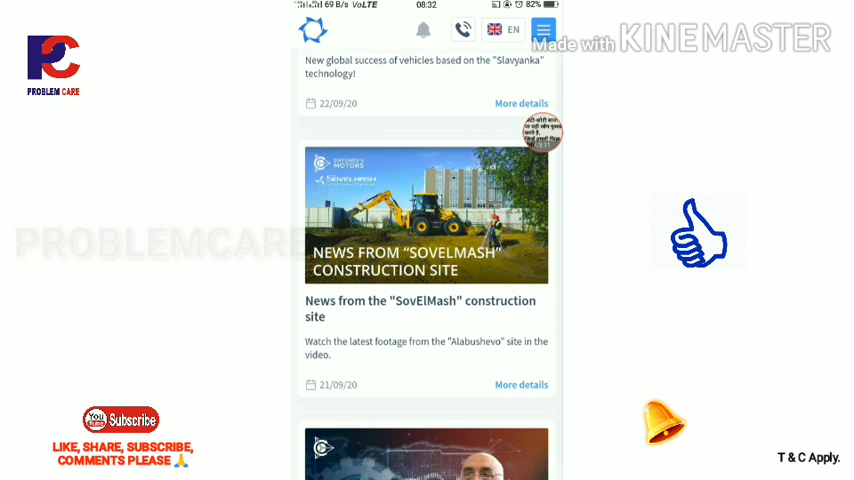 69 B/s VoLTE 08:32 82%
EN
Made with KINEMASTER
PC
PROBLEM CARE
New global success of vehicles based on the "Slavyanka"
technology!
22/09/20 More details
DUYUNOV'S
MOTORS
SOVELMASH
NEWS FROM “SOVELMASH”
CONSTRUCTION SITE
PROBLEMCARE
News from the "SovElMash" construction
site
Watch the latest footage from the "Alabushevo" site in the
video.
21/09/20 More details
You Subscribe
LIKE, SHARE, SUBSCRIBE,
COMMENTS PLEASE 🙏
T & C Apply.